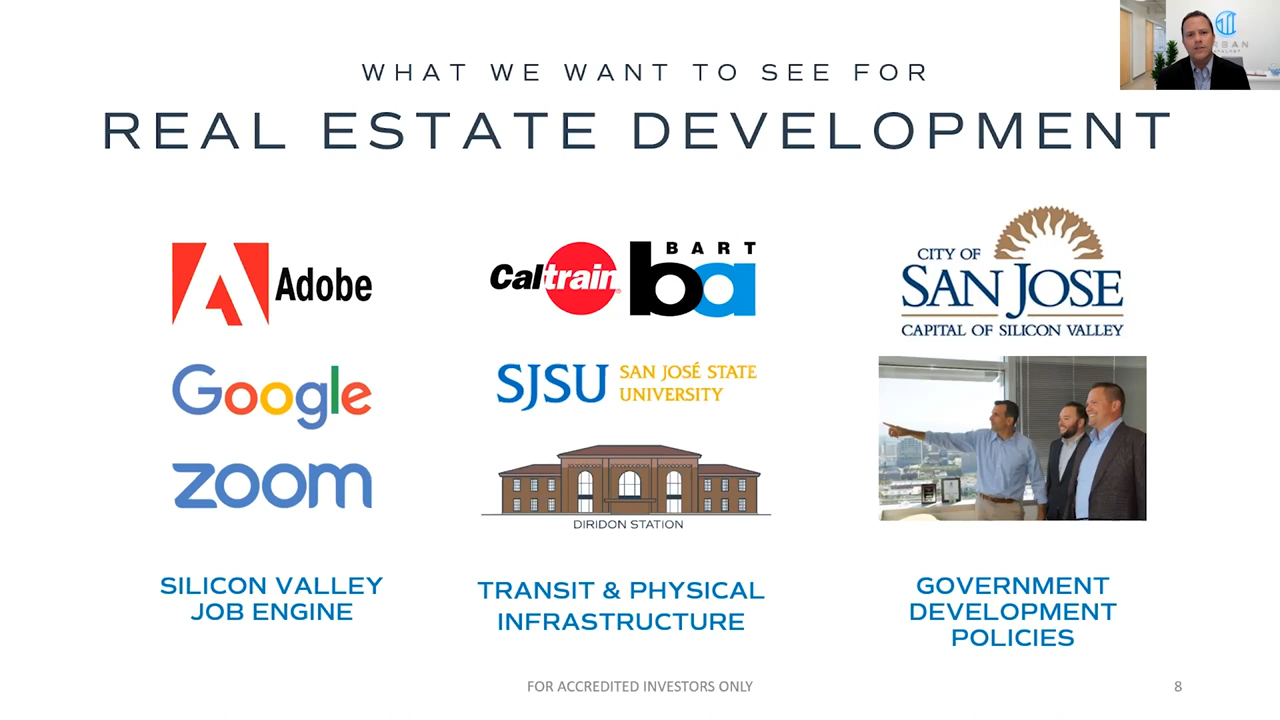 WHAT WE WANT TO SEE FOR
REAL ESTATE DEVELOPMENT
Adobe
Google
zoom
SILICON VALLEY
JOB ENGINE
Caltrain
BART
ba
SJSU
SAN JOSÉ STATE
UNIVERSITY
DIRIDON STATION
TRANSIT & PHYSICAL
INFRASTRUCTURE
CITY OF
SAN JOSE
CAPITAL OF SILICON VALLEY
GOVERNMENT
DEVELOPMENT
POLICIES
FOR ACCREDITED INVESTORS ONLY
8